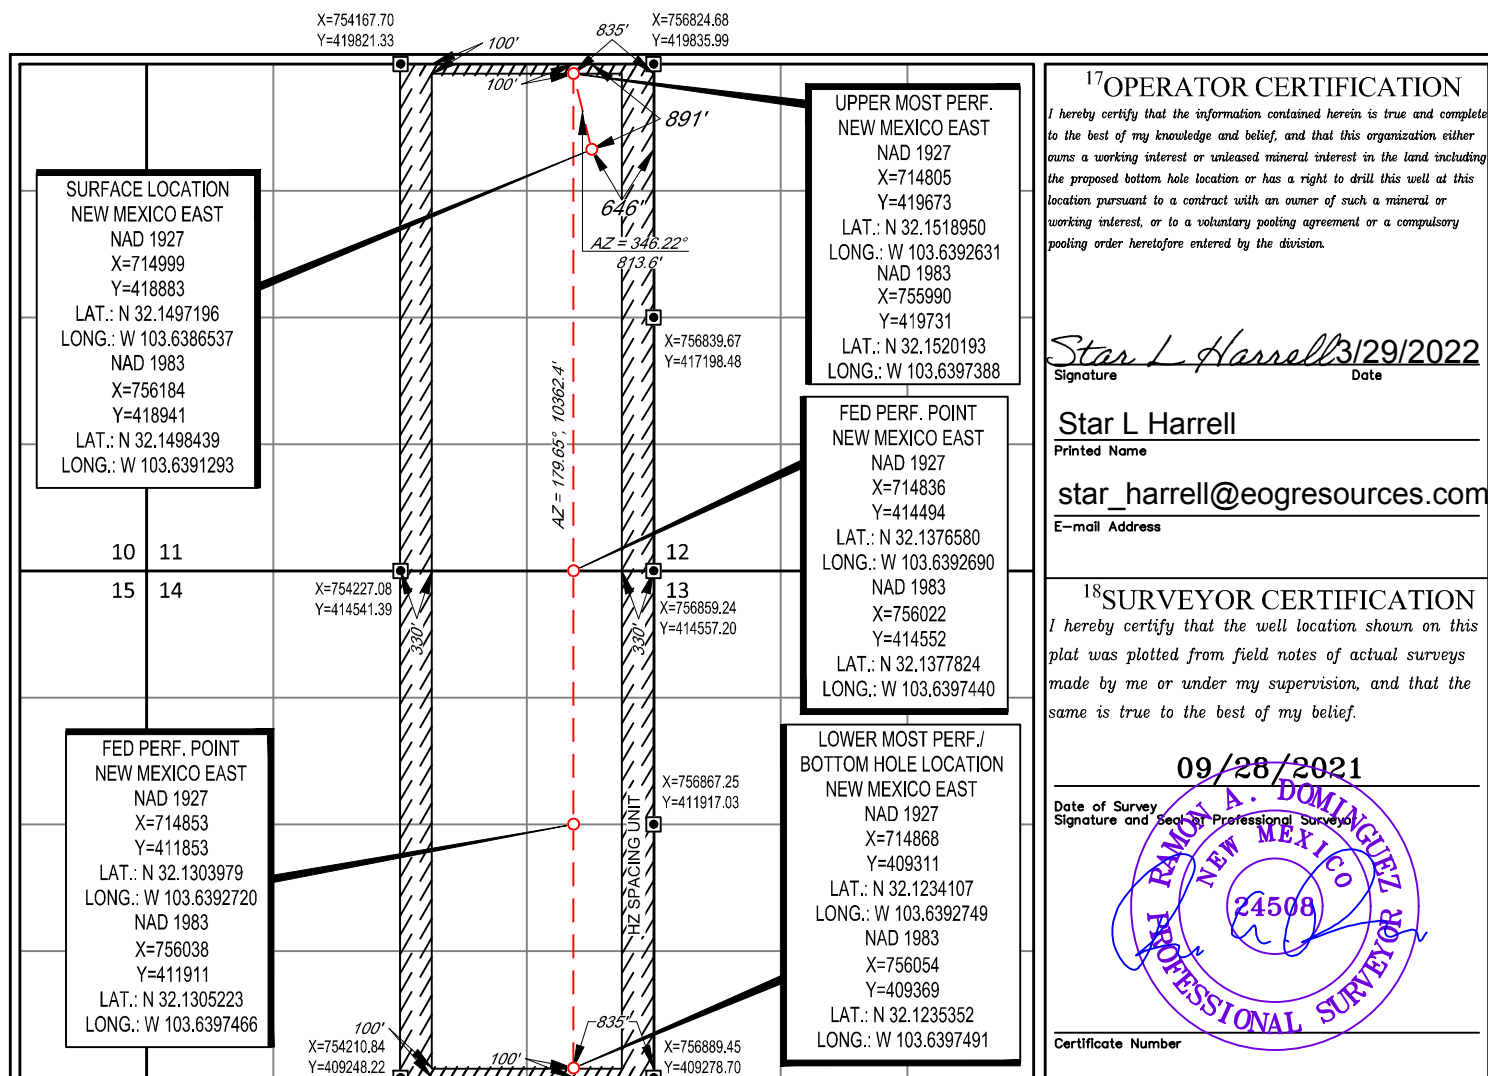 X=754167.70
Y=419821.33
100'
835'
X=756824.68
Y=419835.99
100'
891'
646'
AZ = 346.22°
813.6'
SURFACE LOCATION
NEW MEXICO EAST
NAD 1927
X=714999
Y=418883
LAT.: N 32.1497196
LONG.: W 103.6386537
NAD 1983
X=756184
Y=418941
LAT.: N 32.1498439
LONG.: W 103.6391293
UPPER MOST PERF.
NEW MEXICO EAST
NAD 1927
X=714805
Y=419673
LAT.: N 32.1518950
LONG.: W 103.6392631
NAD 1983
X=755990
Y=419731
LAT.: N 32.1520193
LONG.: W 103.6397388
X=756839.67
Y=417198.48
AZ = 179.65°, 10362.4'
FED PERF. POINT
NEW MEXICO EAST
NAD 1927
X=714836
Y=414494
LAT.: N 32.1376580
LONG.: W 103.6392690
NAD 1983
X=756022
Y=414552
LAT.: N 32.1377824
LONG.: W 103.6397440
10 11
15 14
12
13
X=754227.08
Y=414541.39
330'
330'
X=756859.24
Y=414557.20
FED PERF. POINT
NEW MEXICO EAST
NAD 1927
X=714853
Y=411853
LAT.: N 32.1303979
LONG.: W 103.6392720
NAD 1983
X=756038
Y=411911
LAT.: N 32.1305223
LONG.: W 103.6397466
X=756867.25
Y=411917.03
HZ SPACING UNIT
LOWER MOST PERF./
BOTTOM HOLE LOCATION
NEW MEXICO EAST
NAD 1927
X=714868
Y=409311
LAT.: N 32.1234107
LONG.: W 103.6392749
NAD 1983
X=756054
Y=409369
LAT.: N 32.1235352
LONG.: W 103.6397491
100'
X=754210.84
Y=409248.22
100'
835'
X=756889.45
Y=409278.70
17 OPERATOR CERTIFICATION
I hereby certify that the information contained herein is true and complete
to the best of my knowledge and belief, and that this organization either
owns a working interest or unleased mineral interest in the land including
the proposed bottom hole location or has a right to drill this well at this
location pursuant to a contract with an owner of such a mineral or
working interest, or to a voluntary pooling agreement or a compulsory
pooling order heretofore entered by the division.
Star L Harrell 3/29/2022
Signature Date
Star L Harrell
Printed Name
star_harrell@eogresources.com
E-mail Address
18 SURVEYOR CERTIFICATION
I hereby certify that the well location shown on this
plat was plotted from field notes of actual surveys
made by me or under my supervision, and that the
same is true to the best of my belief.
09/28/2021
Date of Survey
Signature and Seal of Professional Surveyor:
RAMON A. DOMINGUEZ
NEW MEXICO
24508
PROFESSIONAL SURVEYOR
Certificate Number